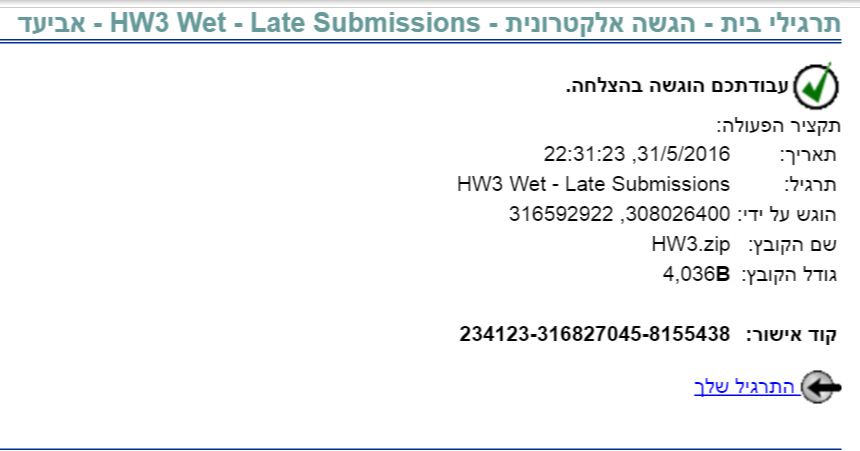 תרגילי בית - הגשה אלקטרונית - HW3 Wet - Late Submissions - אביעד
עבודתכם הוגשה בהצלחה.
תקציר הפעולה:
תאריך: 31/5/2016, 22:31:23
תרגיל: HW3 Wet - Late Submissions
הוגש על ידי: 308026400, 316592922
שם הקובץ: HW3.zip
גודל הקובץ: 4,036B
קוד אישור: 234123-316827045-8155438
התרגיל שלך